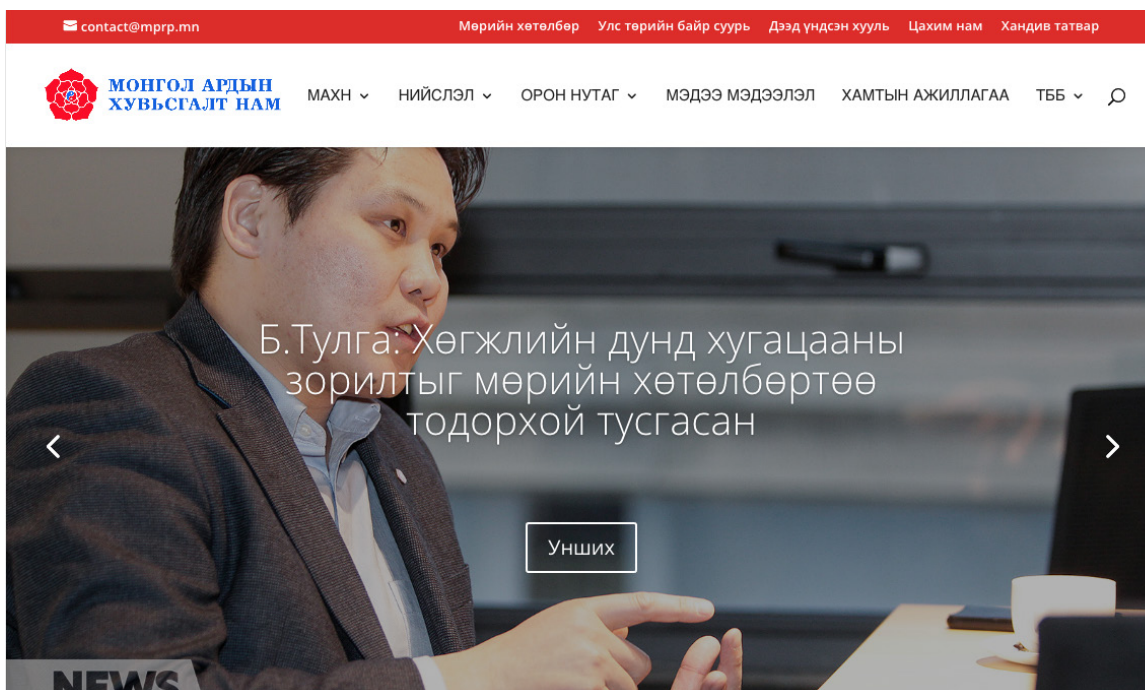 contact@mprp.mn
Мөрийн хөтөлбөр Улс төрийн байр суурь Дээд үндсэн хууль Цахим нам Хандив татвар
МОНГОЛ АРДЫН
ХУВЬСГАЛТ НАМ
МАХН НИЙСЛЭЛ ОРОН НУТАГ МЭДЭЭ МЭДЭЭЛЭЛ ХАМТЫН АЖИЛЛАГАА ТББ
Б.Тулга: Хөгжлийн дунд хугацааны
зорилтыг мөрийн хөтөлбөртөө
тодорхой тусгасан
Унших
NEWS